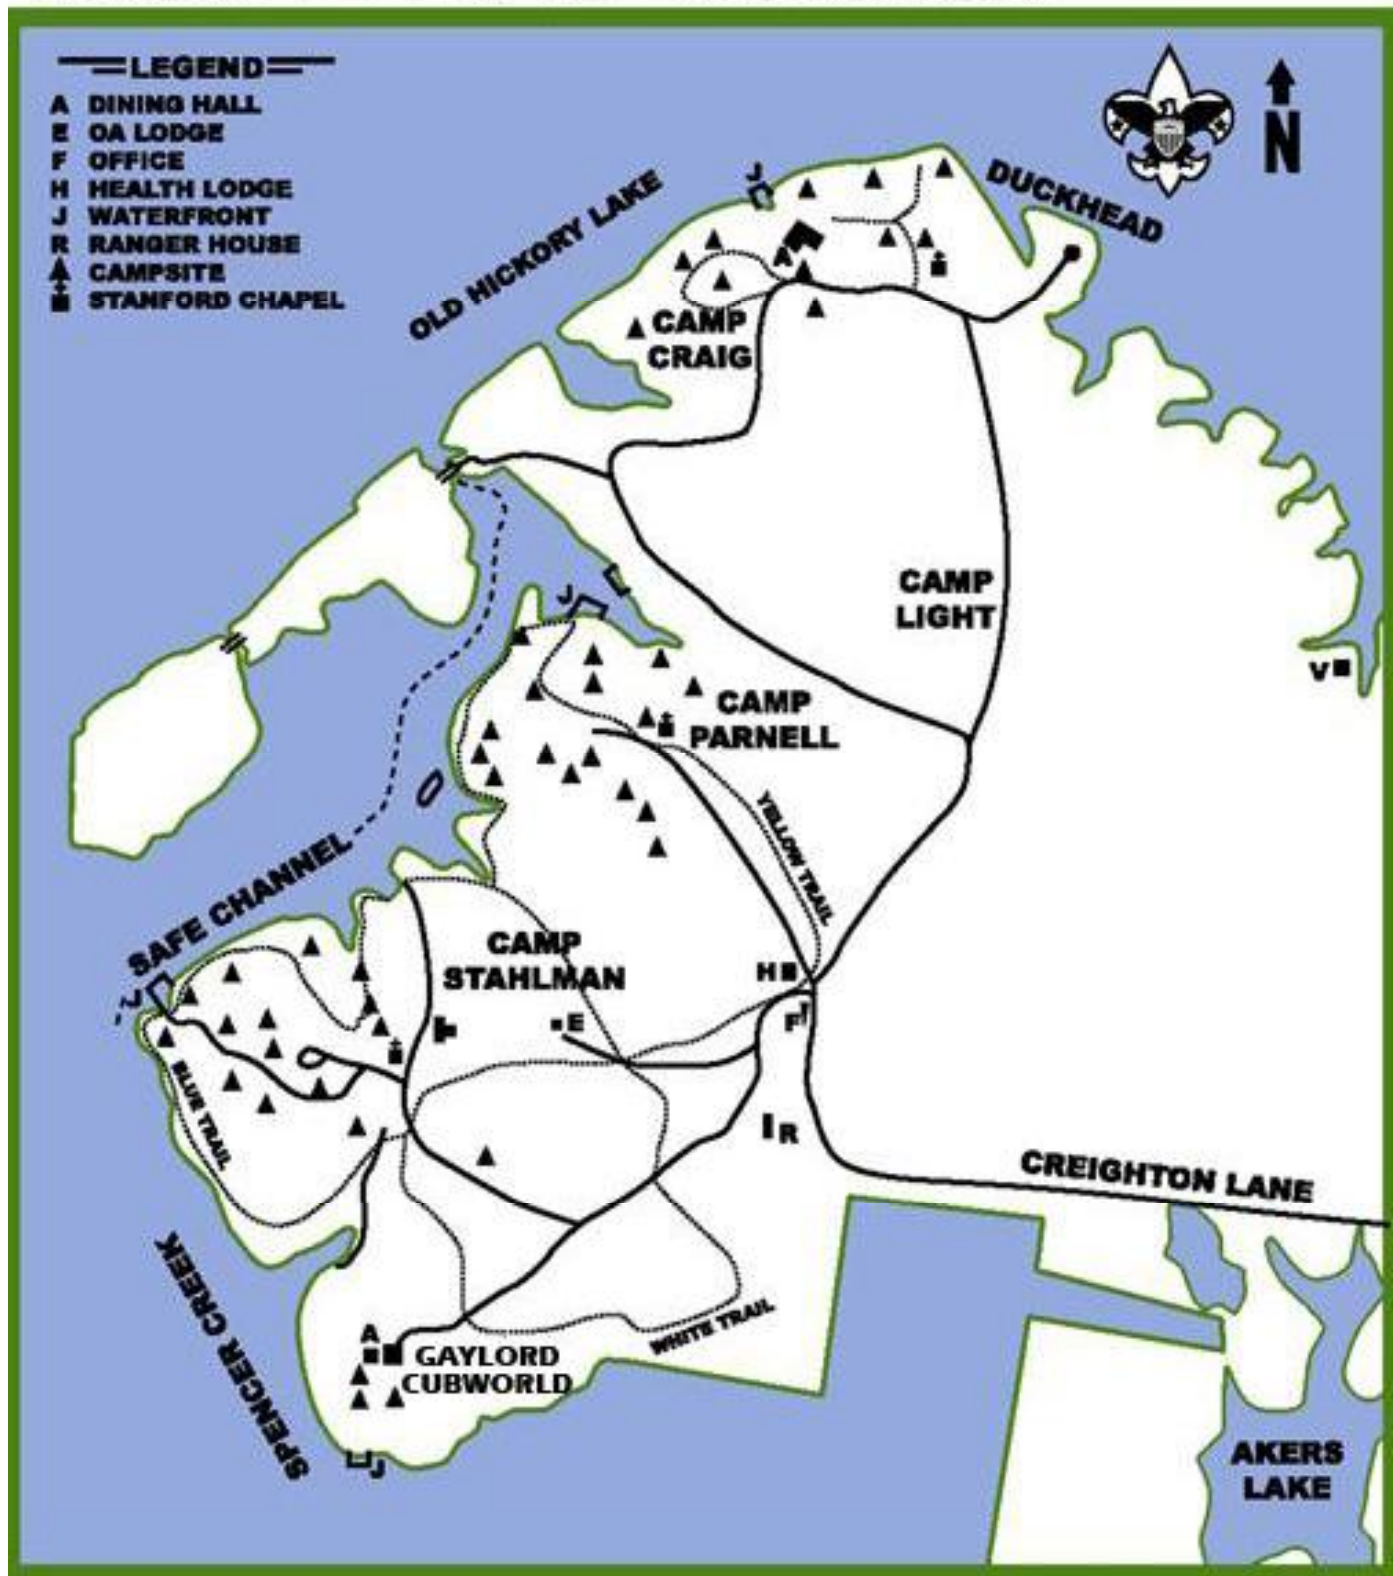 LEGEND
A DINING HALL
E OA LODGE
F OFFICE
H HEALTH LODGE
J WATERFRONT
R RANGER HOUSE
CAMPSITE
STANFORD CHAPEL
N
DUCKHEAD
OLD HICKORY LAKE
J
A
CAMP
CRAIG
CAMP
LIGHT
J
V
CAMP
PARNELL
YELLOW TRAIL
SAFE CHANNEL
CAMP
STAHLMAN
H
J
E
F
BLUE TRAIL
R
CREIGHTON LANE
SPENCER CREEK
WHITE TRAIL
A
GAYLORD
CUBWORLD
J
AKERS
LAKE